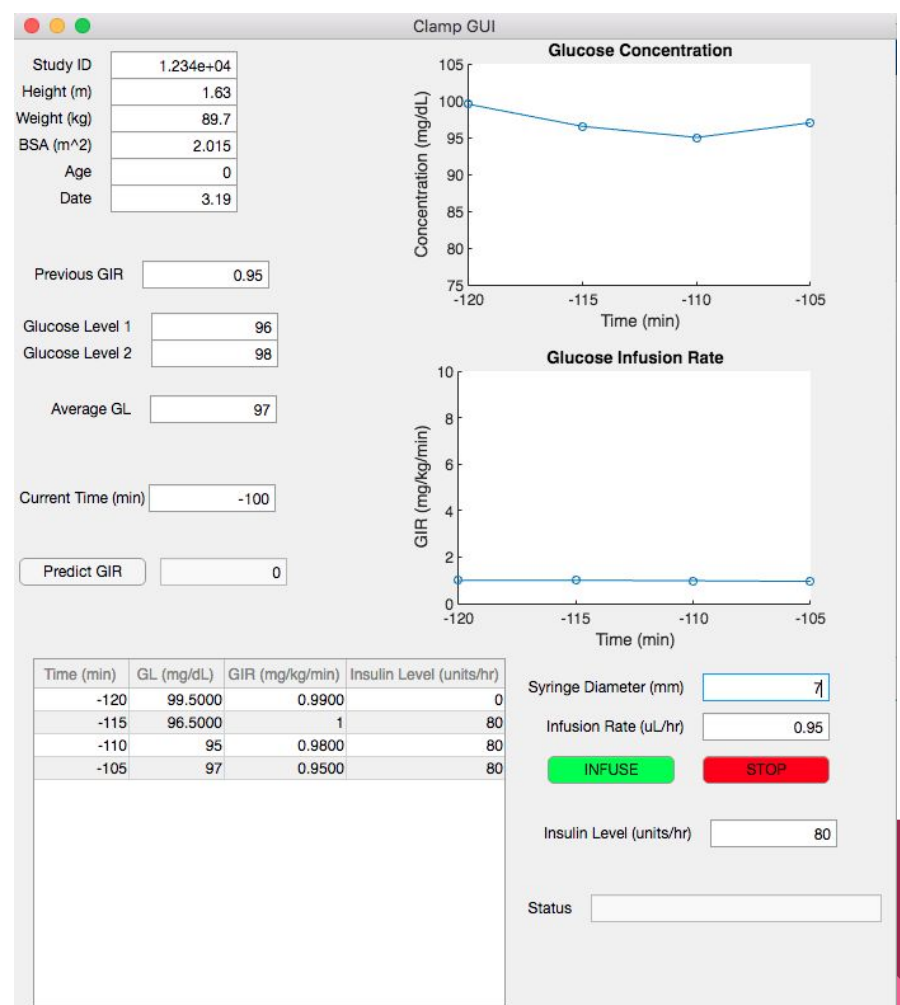 Clamp GUI
Study ID 1.234e+04
Height (m) 1.63
Weight (kg) 89.7
BSA (m^2) 2.015
Age 0
Date 3.19
Previous GIR 0.95
Glucose Level 1 96
Glucose Level 2 98
Average GL 97
Current Time (min) -100
Predict GIR 0
Glucose Concentration
Concentration (mg/dL)
105
100
95
90
85
80
75
-120 -115 -110 -105
Time (min)
Glucose Infusion Rate
GIR (mg/kg/min)
10
8
6
4
2
0
-120 -115 -110 -105
Time (min)
Time (min) GL (mg/dL) GIR (mg/kg/min) Insulin Level (units/hr)
-120 99.5000 0.9900 0
-115 96.5000 1 80
-110 95 0.9800 80
-105 97 0.9500 80
Syringe Diameter (mm) 7
Infusion Rate (uL/hr) 0.95
INFUSE STOP
Insulin Level (units/hr) 80
Status